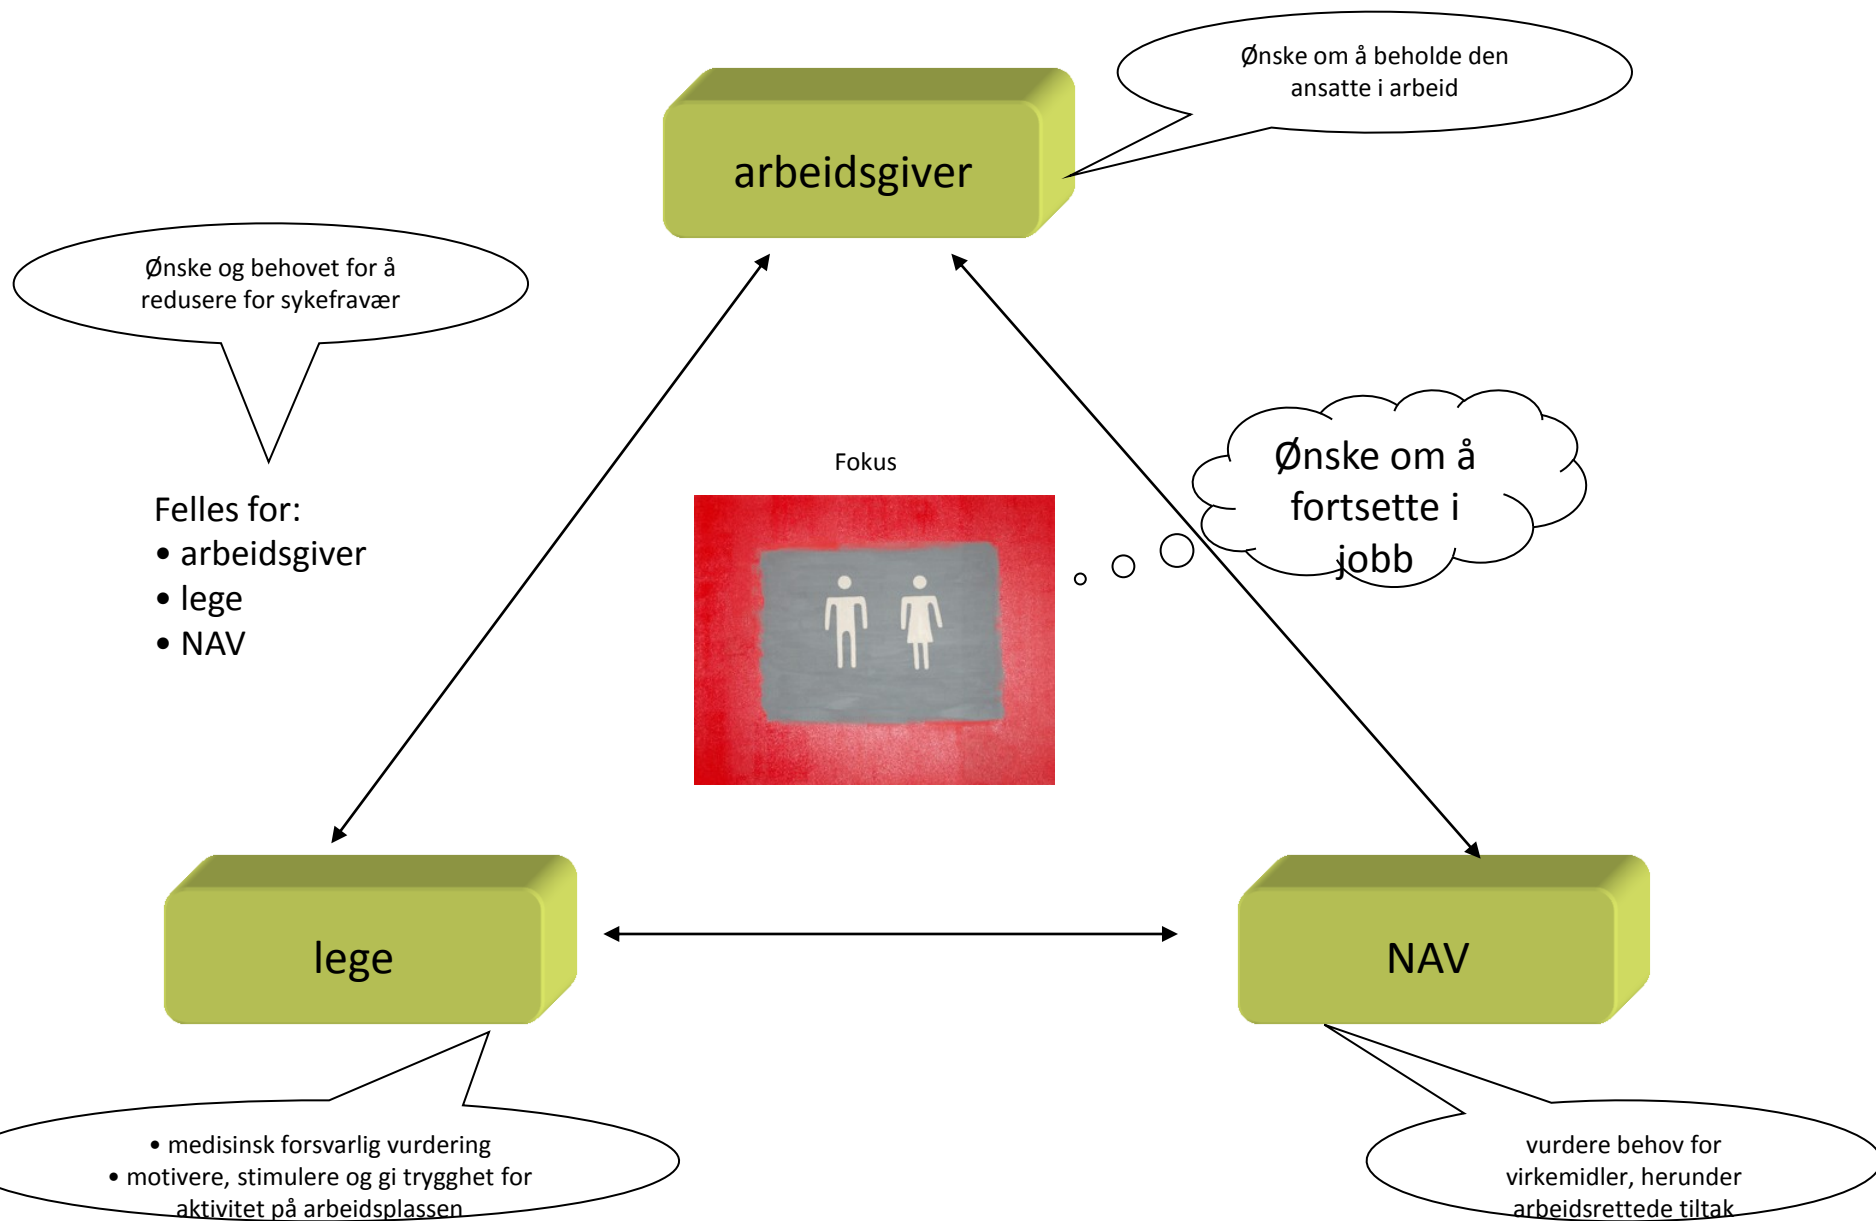 Ønske om å beholde den
ansatte i arbeid
arbeidsgiver
Ønske og behovet for å
redusere for sykefravær
Fokus
Ønske om å
fortsette i
jobb
Felles for:
• arbeidsgiver
• lege
• NAV
lege
NAV
• medisinsk forsvarlig vurdering
• motivere, stimulere og gi trygghet for
aktivitet på arbeidsplassen
vurdere behov for
virkemidler, herunder
arbeidsrettede tiltak